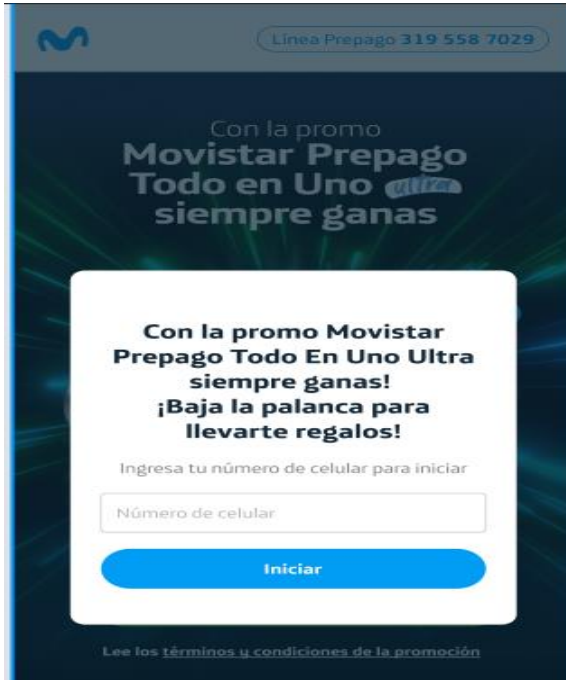 Línea Prepago 319 558 7029
Con la promo
Movistar Prepago
Todo en Uno ultra
siempre ganas
Con la promo Movistar
Prepago Todo En Uno Ultra
siempre ganas!
¡Baja la palanca para
llevarte regalos!
Ingresa tu número de celular para iniciar
Número de celular
Iniciar
Lee los términos y condiciones de la promoción